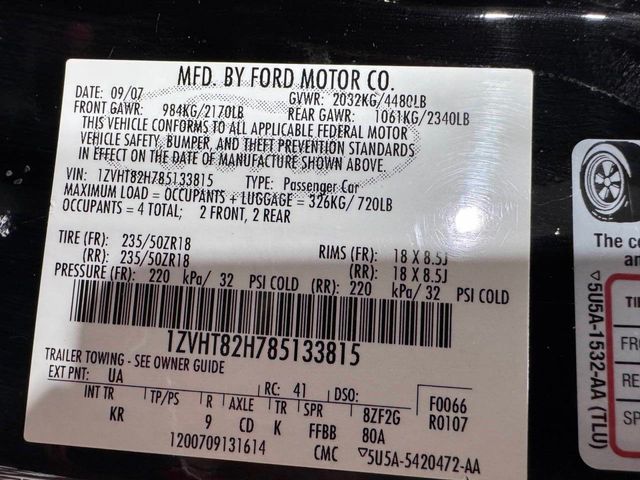 MFD. BY FORD MOTOR CO.
DATE: 09/07 GVWR: 2032KG/4480LB
FRONT GAWR: 984KG/2170LB REAR GAWR: 1061KG/2340LB
THIS VEHICLE CONFORMS TO ALL APPLICABLE FEDERAL MOTOR
VEHICLE SAFETY, BUMPER, AND THEFT PREVENTION STANDARDS
IN EFFECT ON THE DATE OF MANUFACTURE SHOWN ABOVE.
VIN: 1ZVHT82H785133815 TYPE: Passenger Car
MAXIMUM LOAD = OCCUPANTS + LUGGAGE = 326KG/720LB
OCCUPANTS = 4 TOTAL; 2 FRONT, 2 REAR
TIRE (FR): 235/50ZR18 RIMS (FR): 18 X 8.5J
(RR): 235/50ZR18 (RR): 18 X 8.5J
PRESSURE (FR): 220 kPa/ 32 PSI COLD (RR): 220 kPa/ 32 PSI COLD
1ZVHT82H785133815
TRAILER TOWING - SEE OWNER GUIDE
EXT PNT: UA RC: 41 DSO: F0066
INT TR TP/PS R AXLE TR SPR 8ZF2G R0107
KR 9 CD K FFBB 80A
1200709131614 CMC ▽5U5A-5420472-AA
The co
an
TI
FRO
RE
SP
▽5U5A-1532-AA (TLU)